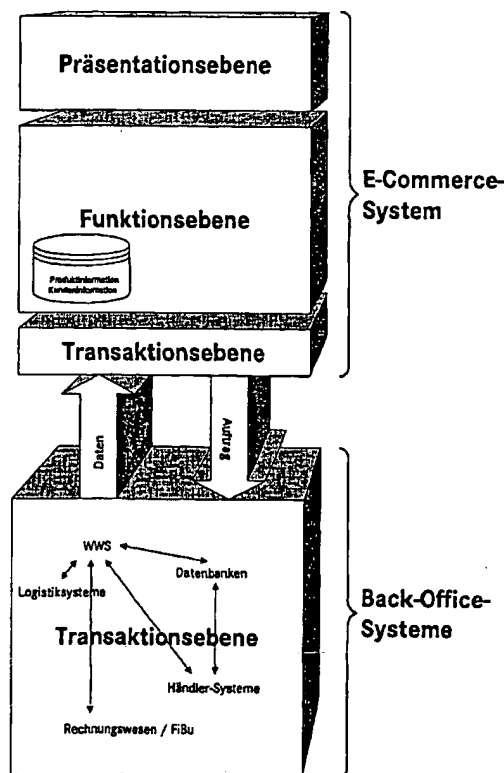 Präsentationsebene
Funktionsebene
Produktinformation
Kundeninformation
E-Commerce-
System
Transaktionsebene
Daten
Auftrag
WWS
Datenbanken
Logistiksysteme
Transaktionsebene
Händler-Systeme
Rechnungswesen / FiBu
Back-Office-
Systeme